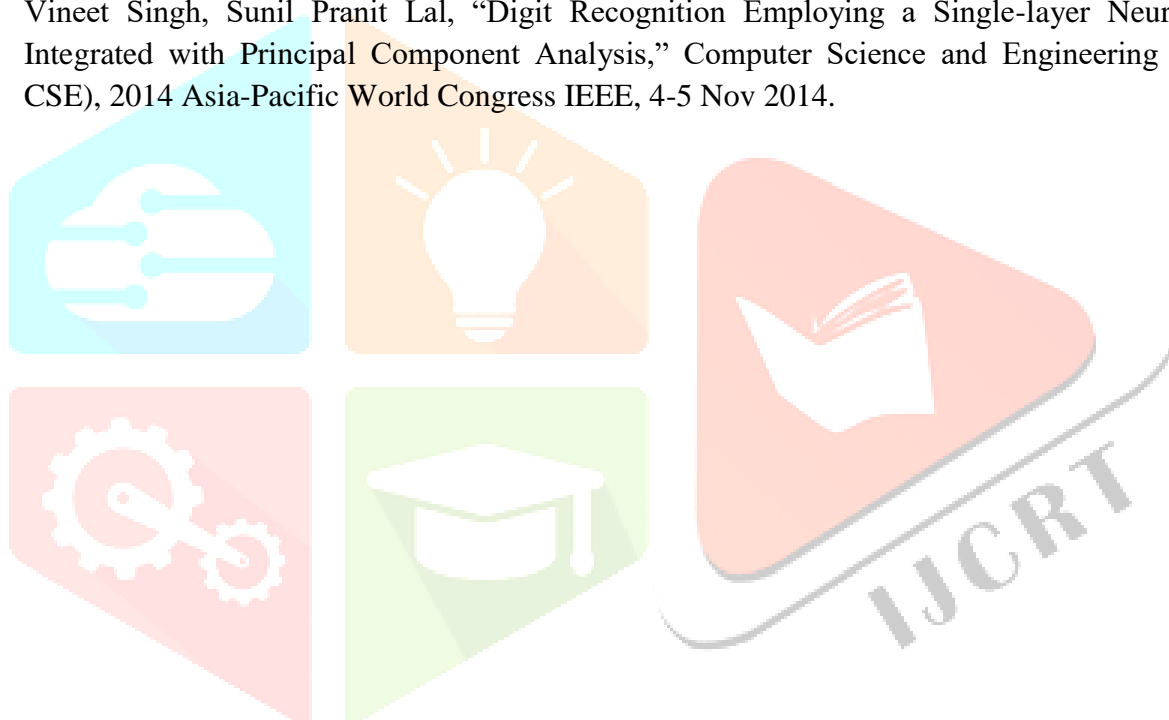 Vineet Singh, Sunil Pranit Lal, “Digit Recognition Employing a Single-layer Neur
Integrated with Principal Component Analysis,” Computer Science and Engineering
CSE), 2014 Asia-Pacific World Congress IEEE, 4-5 Nov 2014.
IJCRT